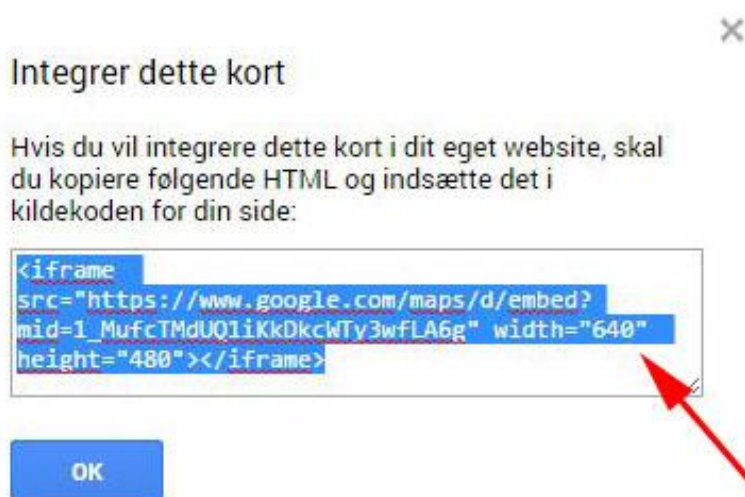 Integrer dette kort
Hvis du vil integrere dette kort i dit eget website, skal
du kopiere følgende HTML og indsætte det i
kildekoden for din side:
<iframe
src="https://www.google.com/maps/d/embed?
mid=1_MufcTMdUQ1iKkDkcWTy3wfLA6g" width="640"
height="480"></iframe>
OK